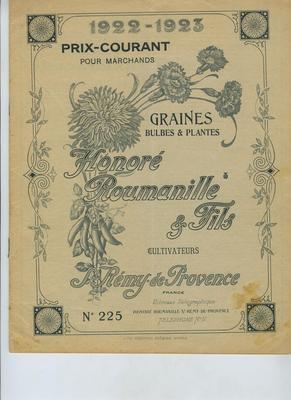 1922-1923
PRIX-COURANT
POUR MARCHANDS
GRAINES
BULBES & PLANTES
Honoré
Roumanille
& Fils
CULTIVATEURS
St Rémy-de-Provence
FRANCE
Adresse Télégraphique
HONORÉ ROUMANILLE St RÉMY-DE-PROVENCE
TÉLÉPHONE N°
N° 225